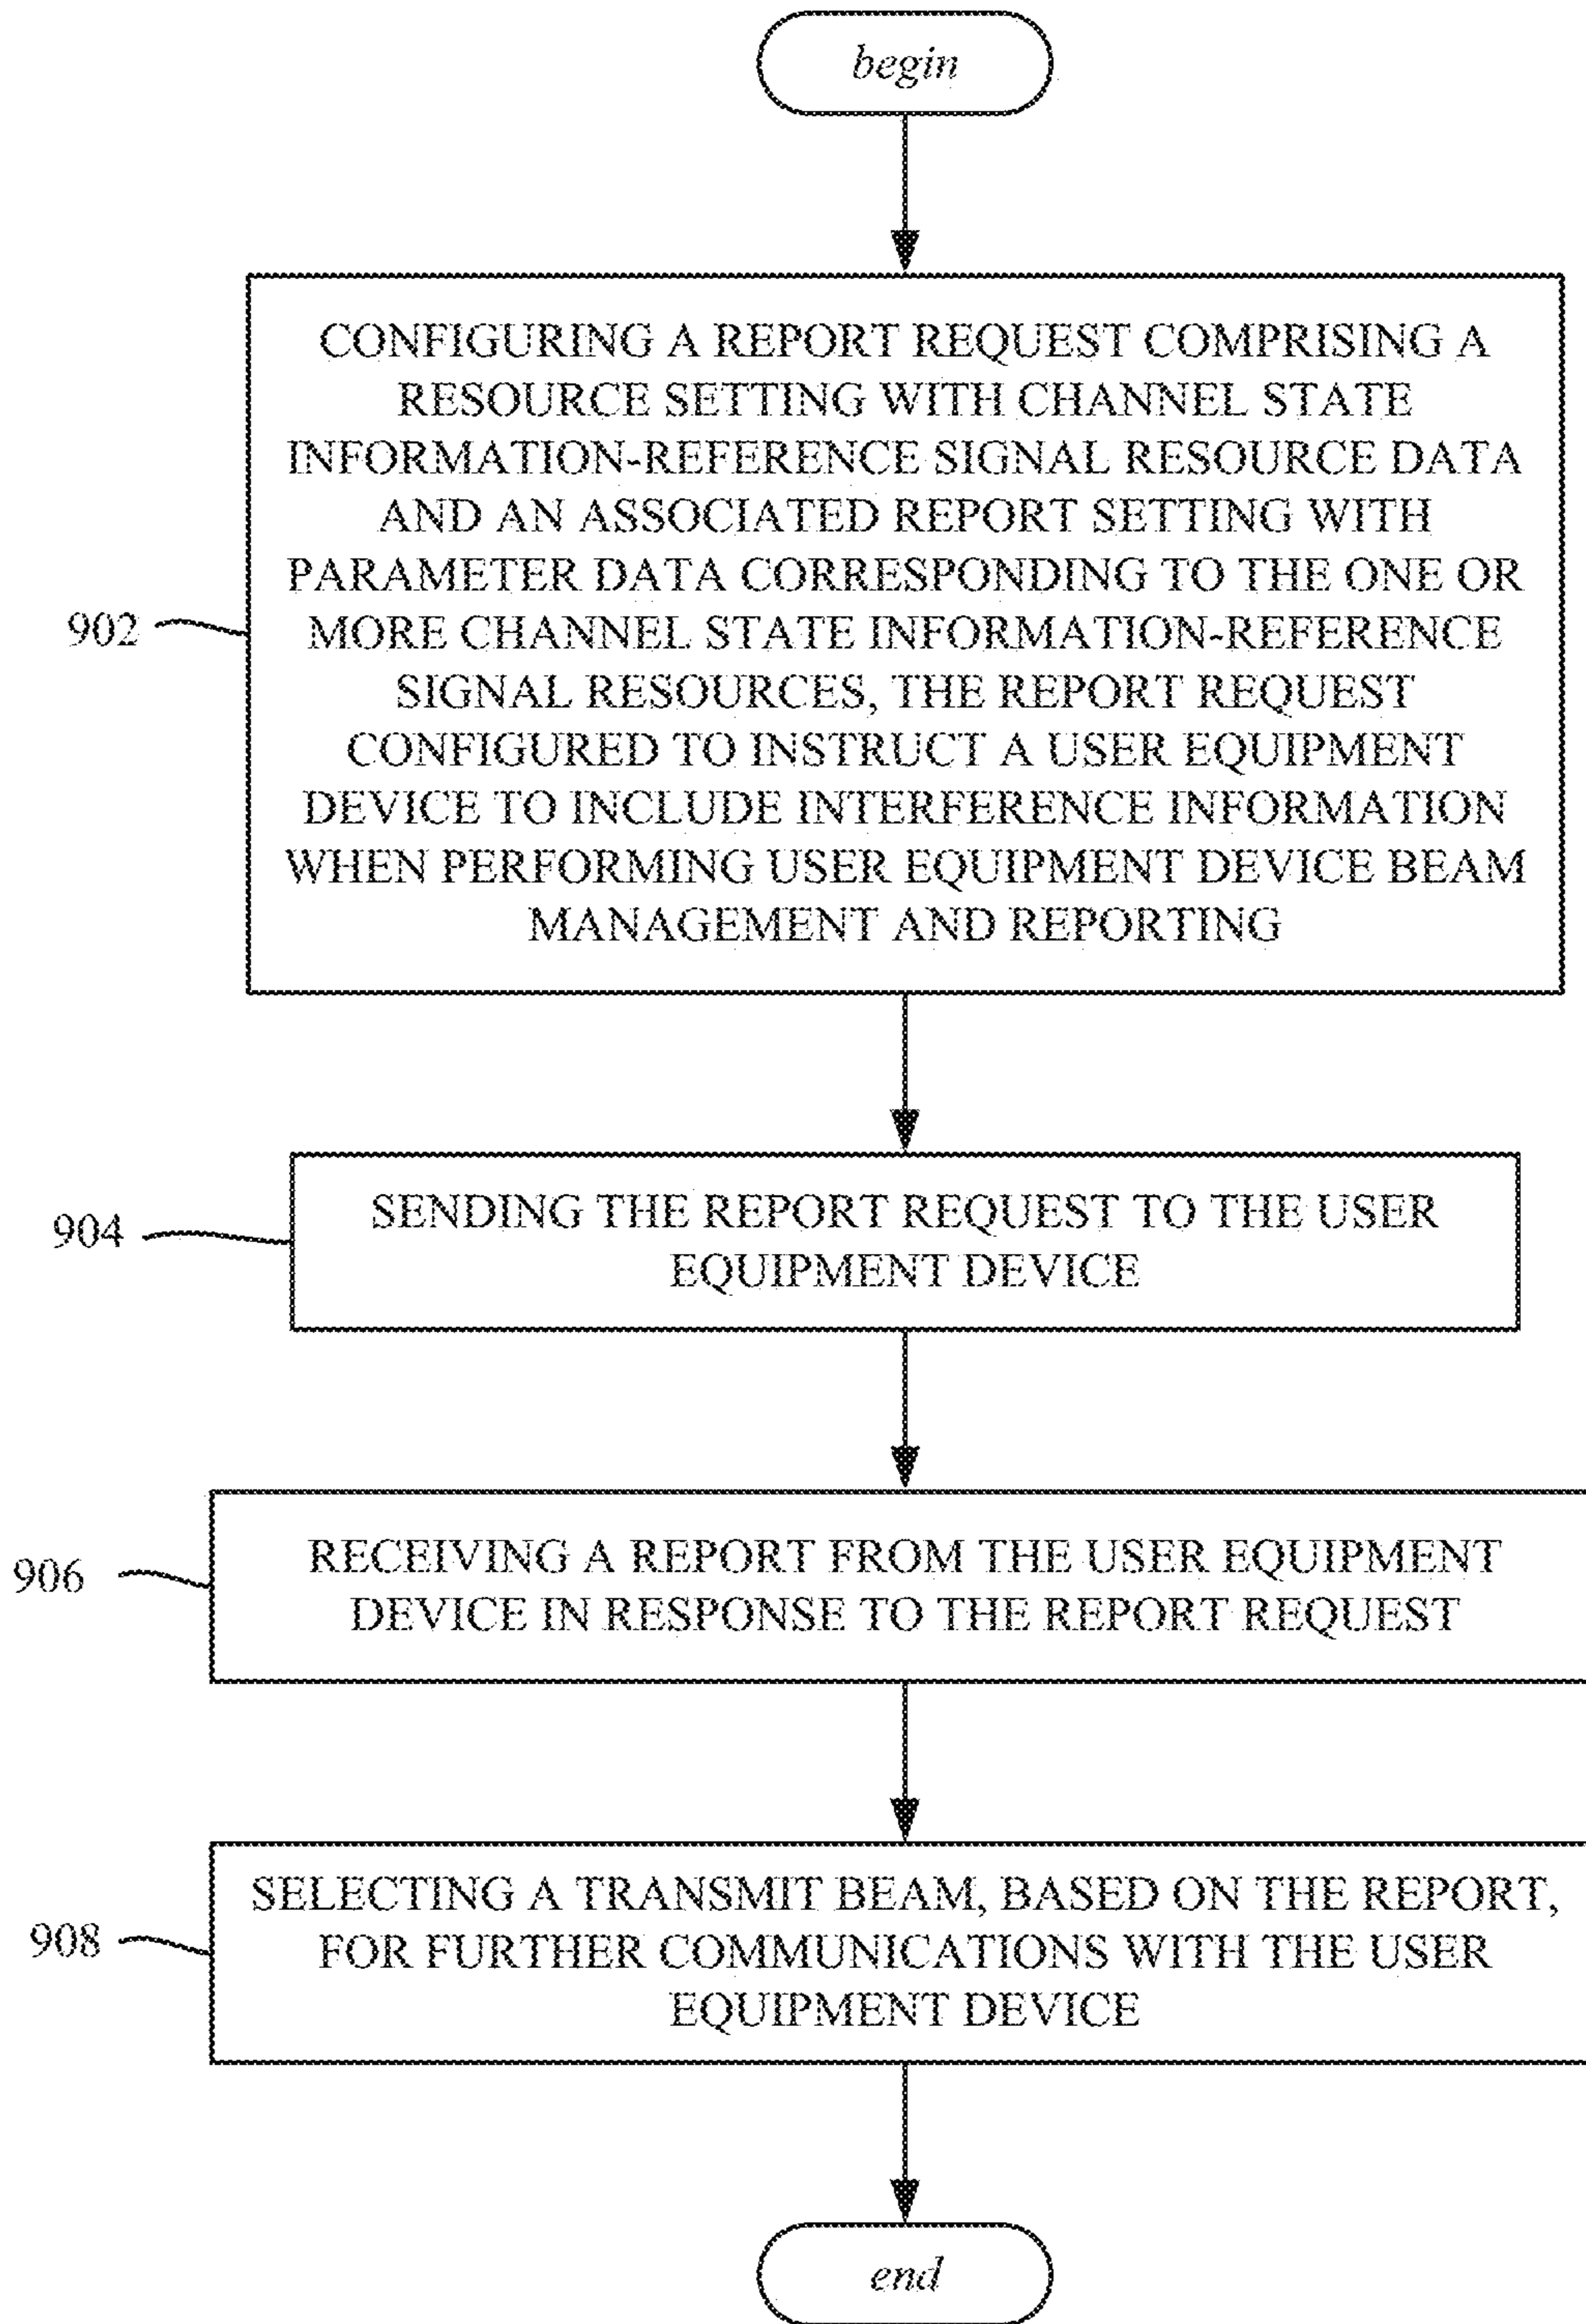 begin
CONFIGURING A REPORT REQUEST COMPRISING A
RESOURCE SETTING WITH CHANNEL STATE
INFORMATION-REFERENCE SIGNAL RESOURCE DATA
AND AN ASSOCIATED REPORT SETTING WITH
PARAMETER DATA CORRESPONDING TO THE ONE OR
MORE CHANNEL STATE INFORMATION-REFERENCE
SIGNAL RESOURCES, THE REPORT REQUEST
CONFIGURED TO INSTRUCT A USER EQUIPMENT
DEVICE TO INCLUDE INTERFERENCE INFORMATION
WHEN PERFORMING USER EQUIPMENT DEVICE BEAM
MANAGEMENT AND REPORTING
902
SENDING THE REPORT REQUEST TO THE USER
EQUIPMENT DEVICE
904
RECEIVING A REPORT FROM THE USER EQUIPMENT
DEVICE IN RESPONSE TO THE REPORT REQUEST
906
SELECTING A TRANSMIT BEAM, BASED ON THE REPORT,
FOR FURTHER COMMUNICATIONS WITH THE USER
EQUIPMENT DEVICE
908
end